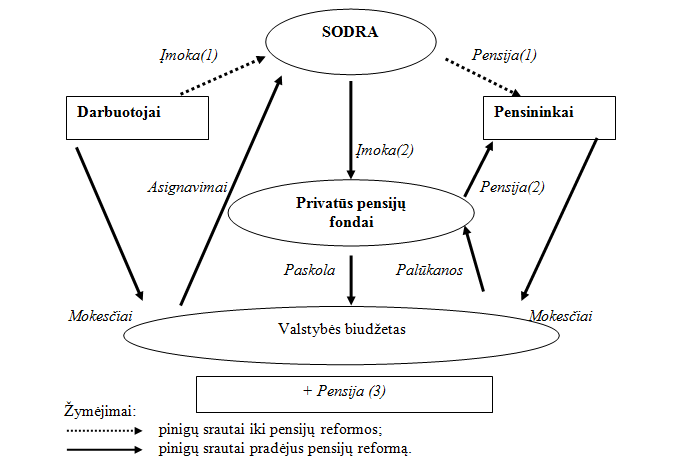 SODRA
Įmoka(1)
Pensija(1)
Darbuotojai
Pensininkai
Įmoka(2)
Asignavimai
Pensija(2)
Privatūs pensijų
fondai
Paskola
Palūkanos
Mokesčiai
Mokesčiai
Valstybės biudžetas
+ Pensija (3)
Žymėjimai:
pinigų srautai iki pensijų reformos;
pinigų srautai pradėjus pensijų reformą.